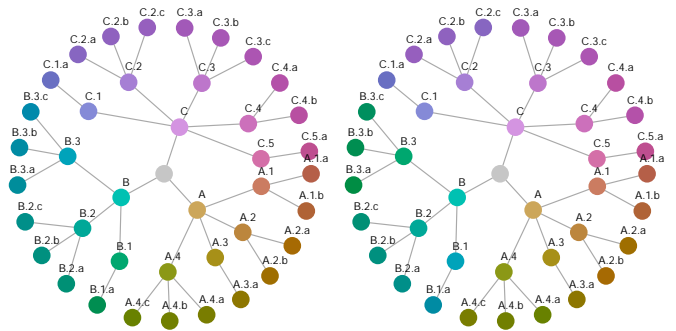 C.2.c C.3.a C.2.c C.3.a
C.2.b C.3.b C.2.b C.3.b
C.2.a C.3.c C.2.a C.3.c
C.1.a C.2 C.3 C.4.a C.1.a C.2 C.3 C.4.a
B.3.c C.1 C C.4 C.4.b B.3.c C.1 C C.4 C.4.b
B.3.b B.3 C.5 C.5.a B.3.b B.3 C.5 C.5.a
B.3.a A.1 A.1.a B.3.a A.1 A.1.a
B A A.1.b B A A.1.b
B.2.c B.2 A.2 A.2.a B.2.c B.2 A.2 A.2.a
B.2.b B.1 A.3 B.2.b B.1 A.3
B.2.a A.4 A.2.b B.2.a A.4 A.2.b
B.1.a A.3.a B.1.a A.3.a
A.4.c A.4.b A.4.a A.4.c A.4.b A.4.a